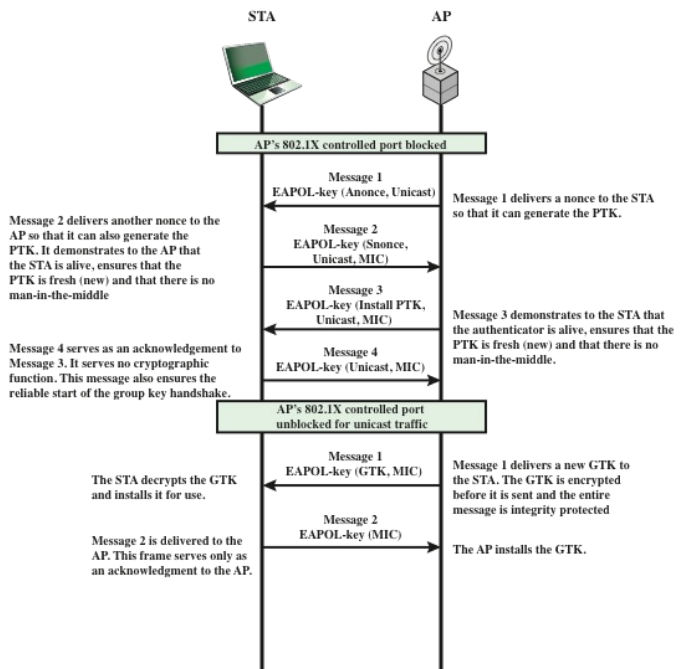 STA
AP
AP's 802.1X controlled port blocked
Message 1
EAPOL-key (Anonce, Unicast)
Message 1 delivers a nonce to the STA
so that it can generate the PTK.
Message 2 delivers another nonce to the
AP so that it can also generate the
PTK. It demonstrates to the AP that
the STA is alive, ensures that the
PTK is fresh (new) and that there is no
man-in-the-middle
Message 2
EAPOL-key (Snonce,
Unicast, MIC)
Message 3
EAPOL-key (Install PTK,
Unicast, MIC)
Message 3 demonstrates to the STA that
the authenticator is alive, ensures that the
PTK is fresh (new) and that there is no
man-in-the-middle.
Message 4 serves as an acknowledgement to
Message 3. It serves no cryptographic
function. This message also ensures the
reliable start of the group key handshake.
Message 4
EAPOL-key (Unicast, MIC)
AP's 802.1X controlled port
unblocked for unicast traffic
Message 1
EAPOL-key (GTK, MIC)
Message 1 delivers a new GTK to
the STA. The GTK is encrypted
before it is sent and the entire
message is integrity protected
The STA decrypts the GTK
and installs it for use.
Message 2
EAPOL-key (MIC)
Message 2 is delivered to the
AP. This frame serves only as
an acknowledgment to the AP.
The AP installs the GTK.